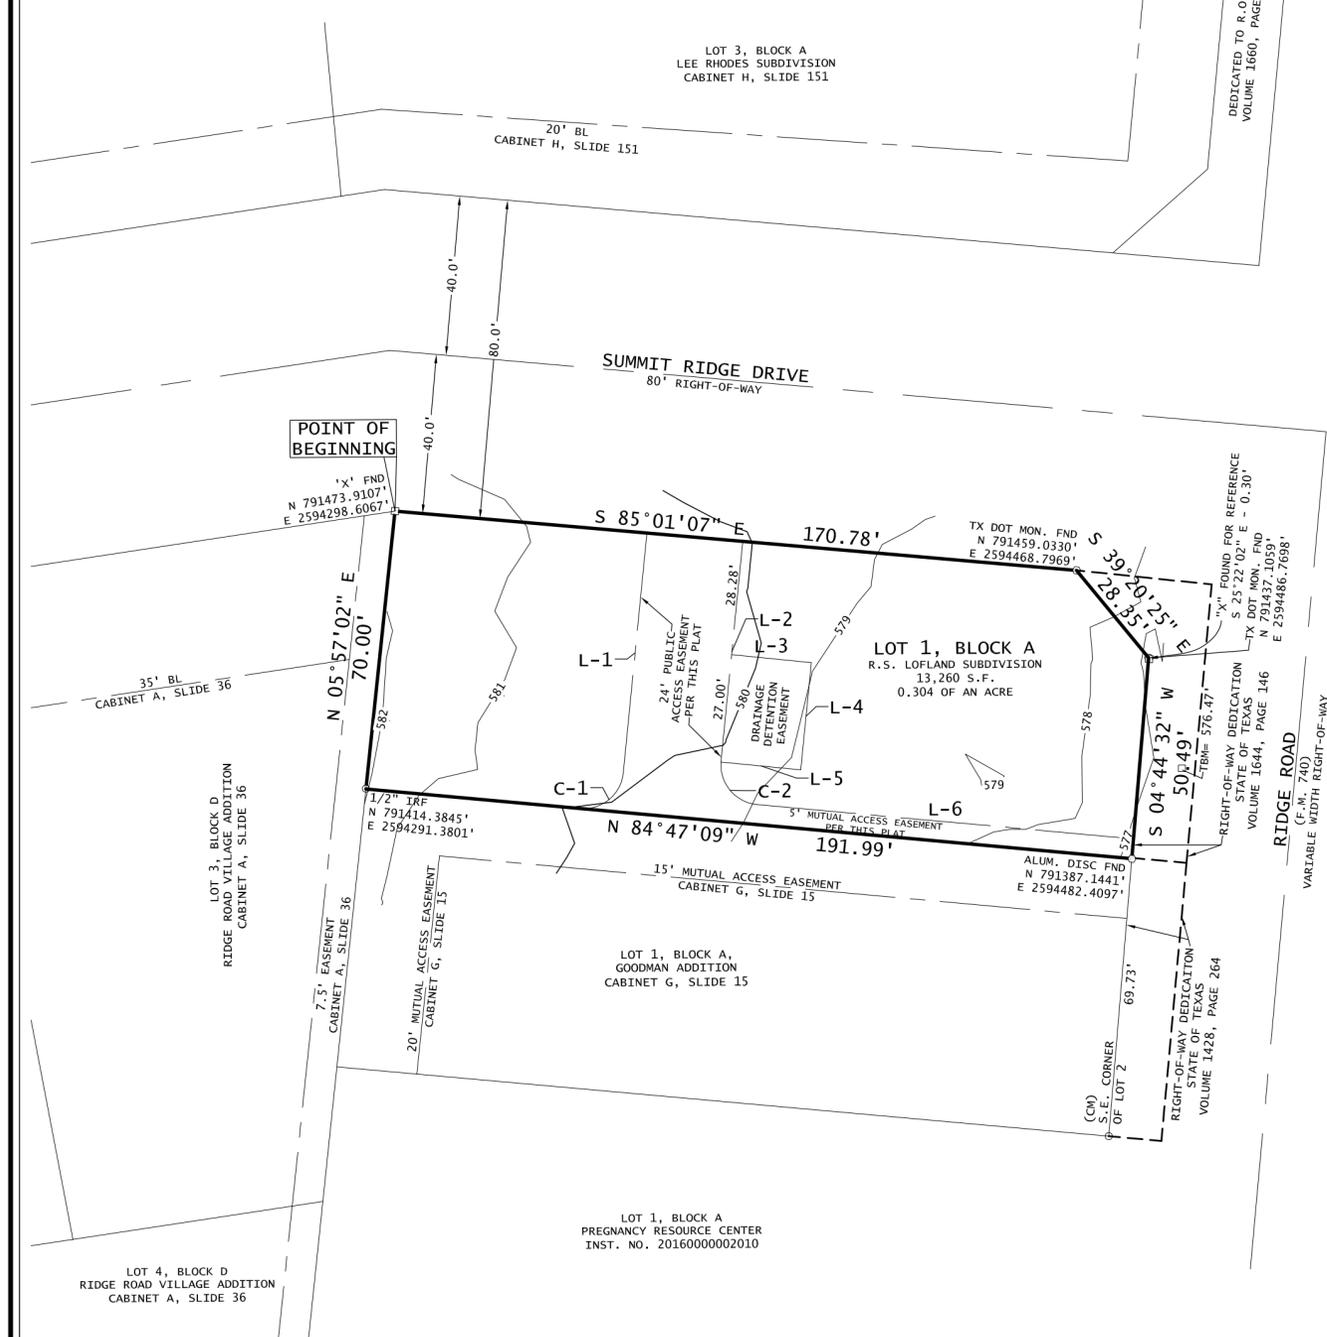 LOT 3, BLOCK A
LEE RHODES SUBDIVISION
CABINET H, SLIDE 151
DEDICATED TO R.O
VOLUME 1660, PAGE
20' BL
CABINET H, SLIDE 151
40.0'
80.0'
40.0'
SUMMIT RIDGE DRIVE
80' RIGHT-OF-WAY
POINT OF
BEGINNING
'X' FND
N 791473.9107'
E 2594298.6067'
S 85°01'07" E
170.78'
TX DOT MON. FND
N 791459.0330'
E 2594468.7969'
S 39°20'25" E
28.35'
"X" FOUND FOR REFERENCE
S 25°22'02" E - 0.30'
TX DOT MON. FND
N 791437.1059'
E 2594486.7698'
N 05°57'02" E
70.00'
35' BL
CABINET A, SLIDE 36
582
581
L-1
24' PUBLIC
ACCESS EASEMENT
PER THIS PLAT
28.28'
L-2
L-3
27.00'
580
DRAINAGE
DETENTION
EASEMENT
L-4
L-5
579
LOT 1, BLOCK A
R.S. LOFLAND SUBDIVISION
13,260 S.F.
0.304 OF AN ACRE
578
579
577
S 04°44'32" W
50▯49'
TBM= 576.47'
RIGHT-OF-WAY DEDICATION
STATE OF TEXAS
VOLUME 1644, PAGE 146
RIDGE ROAD
(F.M. 740)
VARIABLE WIDTH RIGHT-OF-WAY
C-1
C-2
L-6
5' MUTUAL ACCESS EASEMENT
PER THIS PLAT
1/2" IRF
N 791414.3845'
E 2594291.3801'
N 84°47'09" W
191.99'
ALUM. DISC FND
N 791387.1441'
E 2594482.4097'
15' MUTUAL ACCESS EASEMENT
CABINET G, SLIDE 15
LOT 3, BLOCK D
RIDGE ROAD VILLAGE ADDITION
CABINET A, SLIDE 36
7.5' EASEMENT
CABINET A, SLIDE 36
20' MUTUAL ACCESS EASEMENT
CABINET G, SLIDE 15
LOT 1, BLOCK A,
GOODMAN ADDITION
CABINET G, SLIDE 15
69.73'
RIGHT-OF-WAY DEDICAITON
STATE OF TEXAS
VOLUME 1428, PAGE 264
(CM)
S.E. CORNER
OF LOT 2
LOT 1, BLOCK A
PREGNANCY RESOURCE CENTER
INST. NO. 20160000002010
LOT 4, BLOCK D
RIDGE ROAD VILLAGE ADDITION
CABINET A, SLIDE 36